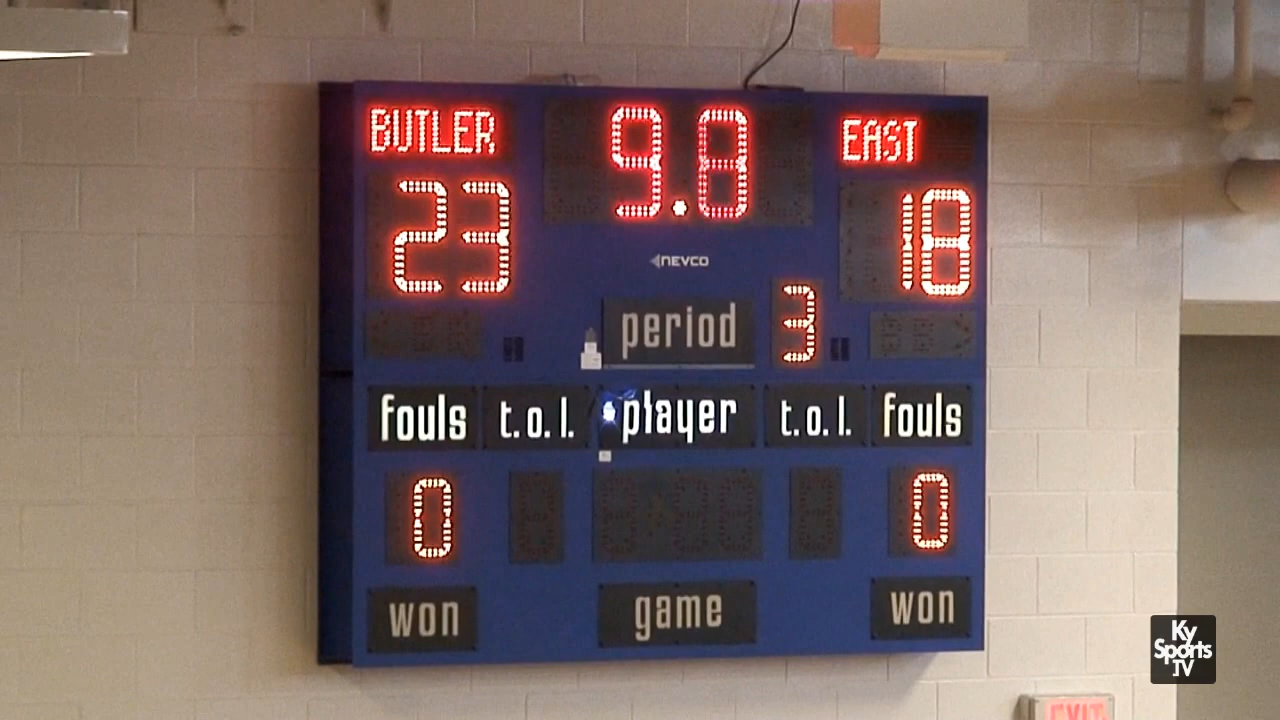 BUTLER 9.8 EAST
23 18
NEVCO
period 3
fouls t.o.l. player t.o.l. fouls
0 0
won game won
Ky
Sports
TV
EXIT